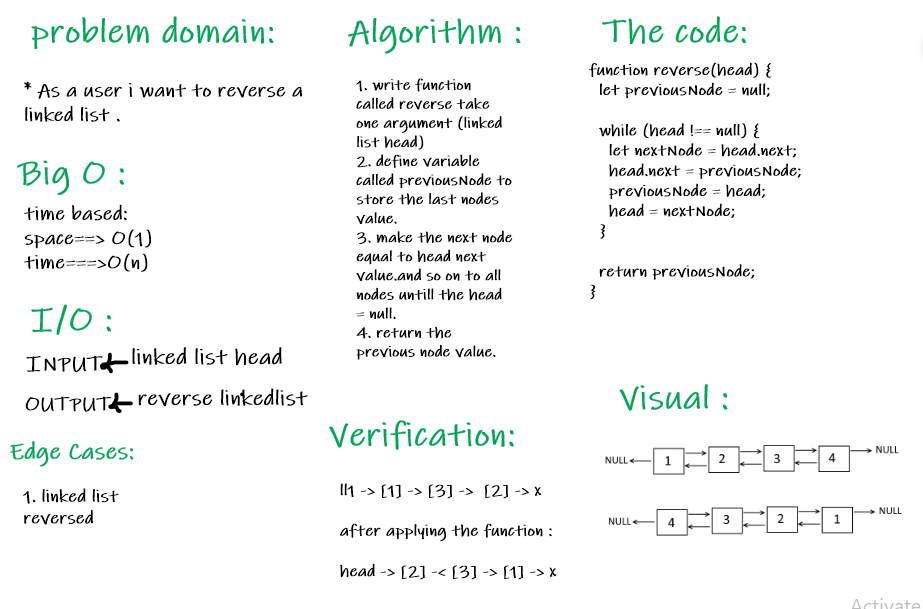 problem domain:
* As a user i want to reverse a
linked list .
Big O :
time based:
space==> O(1)
time===>O(n)
I/O :
INPUT linked list head
OUTPUT reverse linkedlist
Edge Cases:
1. linked list
reversed
Algorithm :
1. write function
called reverse take
one argument (linked
list head)
2. define variable
called previousNode to
store the last nodes
value.
3. make the next node
equal to head next
value.and so on to all
nodes untill the head
= null.
4. return the
previous node value.
Verification:
ll1 -> [1] -> [3] -> [2] -> x
after applying the function :
head -> [2] -< [3] -> [1] -> x
The code:
function reverse(head) {
let previousNode = null;
while (head !== null) {
let nextNode = head.next;
head.next = previousNode;
previousNode = head;
head = nextNode;
}
return previousNode;
}
Visual :
NULL 1 2 3 4 NULL
NULL 4 3 2 1 NULL
Activate